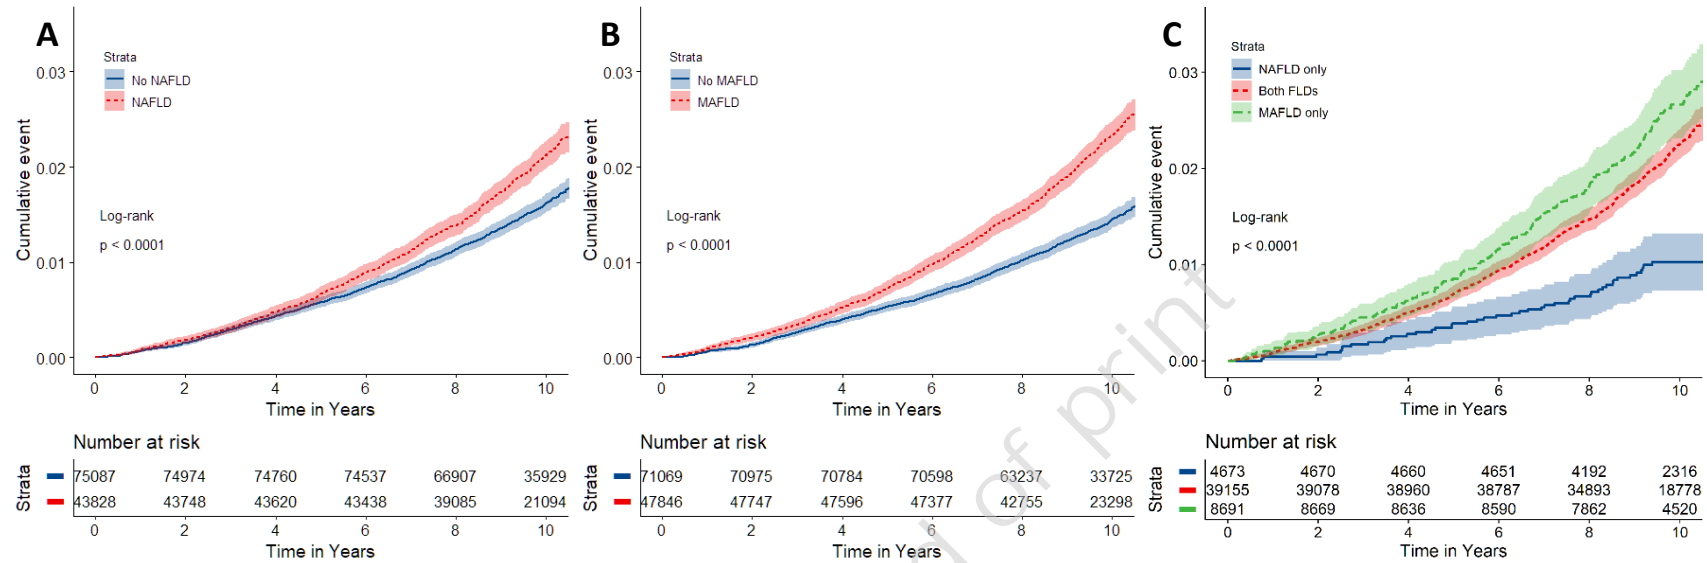 A
Strata
No NAFLD
NAFLD
0.03
0.02
0.01
0.00
Cumulative event
Log-rank
p < 0.0001
0 2 4 6 8 10
Time in Years
Number at risk
Strata
75087 74974 74760 74537 66907 35929
43828 43748 43620 43438 39085 21094
0 2 4 6 8 10
Time in Years
B
Strata
No MAFLD
MAFLD
0.03
0.02
0.01
0.00
Cumulative event
Log-rank
p < 0.0001
0 2 4 6 8 10
Time in Years
Number at risk
Strata
71069 70975 70784 70598 63237 33725
47846 47747 47596 47377 42755 23298
0 2 4 6 8 10
Time in Years
C
Strata
NAFLD only
Both FLDs
MAFLD only
0.03
0.02
0.01
0.00
Cumulative event
Log-rank
p < 0.0001
0 2 4 6 8 10
Time in Years
Number at risk
Strata
4673 4670 4660 4651 4192 2316
39155 39078 38960 38787 34893 18778
8691 8669 8636 8590 7862 4520
0 2 4 6 8 10
Time in Years
of print